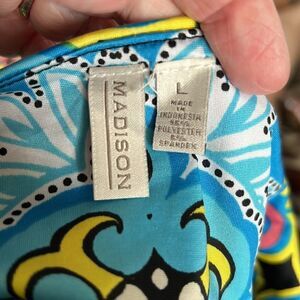 MADISON
L
MADE IN
INDONESIA
95%
POLYESTER
5%
SPANDEX